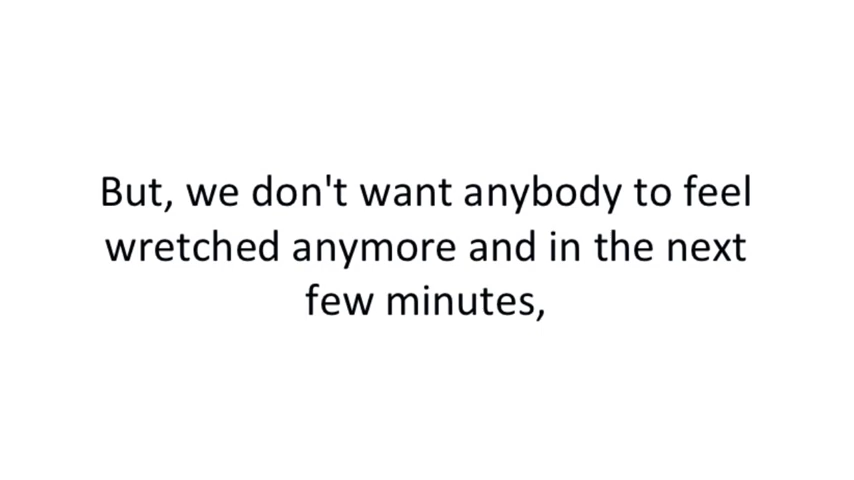 But, we don't want anybody to feel
wretched anymore and in the next
few minutes,